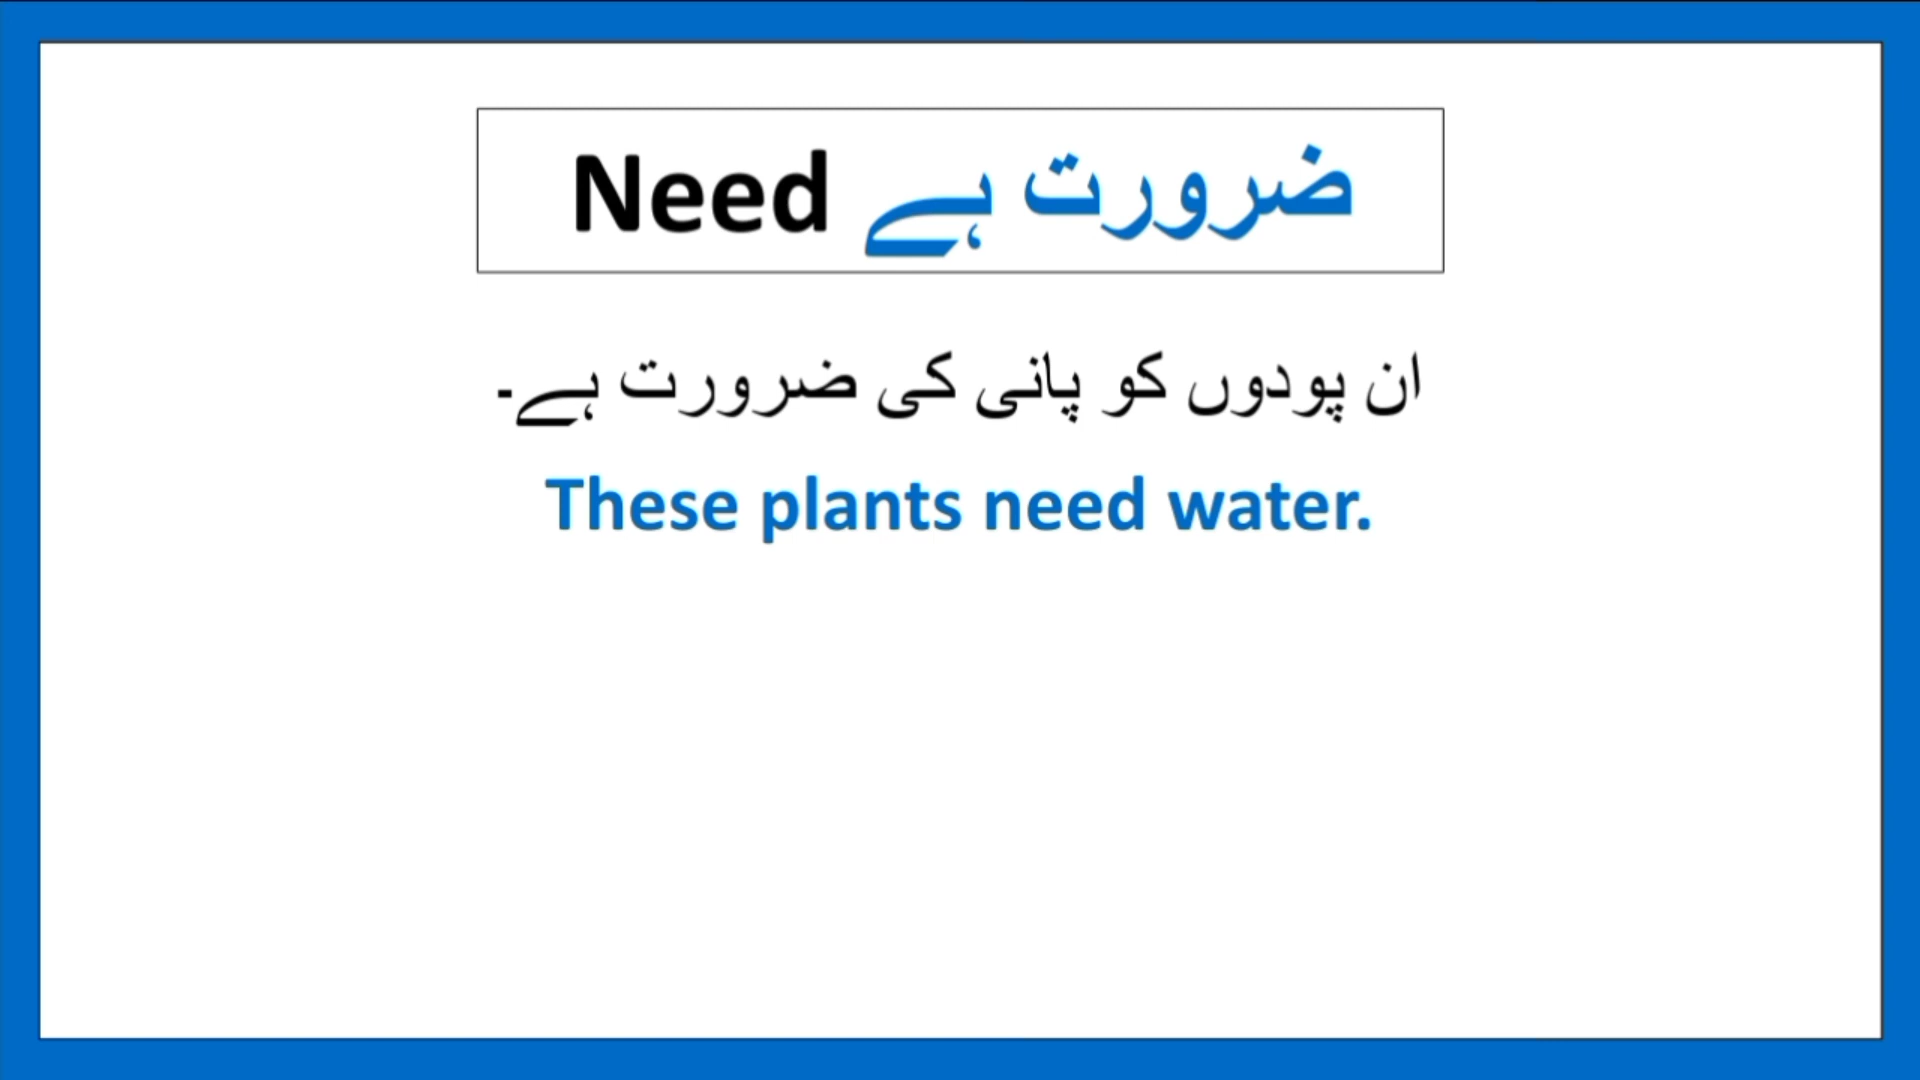 Need ضرورت ہے
ان پودوں کو پانی کی ضرورت ہے۔
These plants need water.